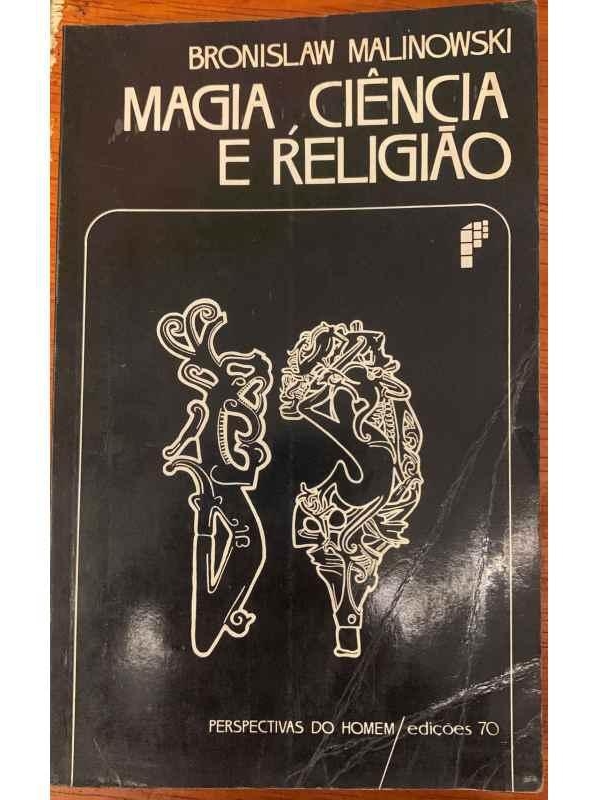 BRONISLAW MALINOWSKI
MAGIA, CIÊNCIA
E RELIGIÃO
PERSPECTIVAS DO HOMEM/edições 70